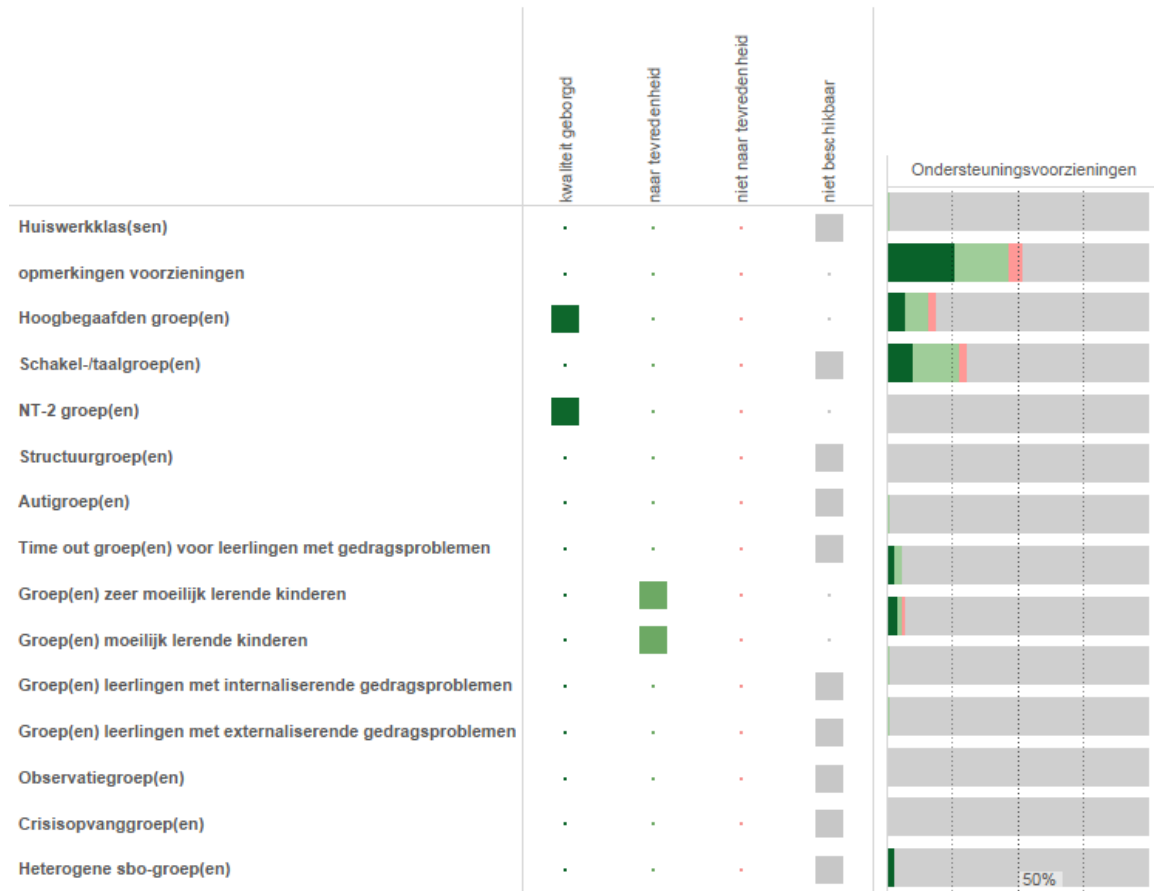 kwaliteit geborgd
naar tevredenheid
niet naar tevredenheid
niet beschikbaar
Ondersteuningsvoorzieningen
Huiswerkklas(sen)
opmerkingen voorzieningen
Hoogbegaafden groep(en)
Schakel-/taalgroep(en)
NT-2 groep(en)
Structuurgroep(en)
Autigroep(en)
Time out groep(en) voor leerlingen met gedragsproblemen
Groep(en) zeer moeilijk lerende kinderen
Groep(en) moeilijk lerende kinderen
Groep(en) leerlingen met internaliserende gedragsproblemen
Groep(en) leerlingen met externaliserende gedragsproblemen
Observatiegroep(en)
Crisisopvanggroep(en)
Heterogene sbo-groep(en)
50%